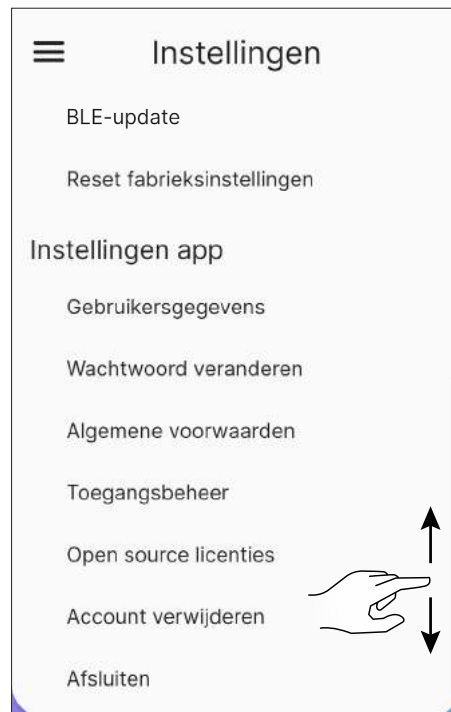 Instellingen
BLE-update
Reset fabrieksinstellingen
Instellingen app
Gebruikersgegevens
Wachtwoord veranderen
Algemene voorwaarden
Toegangsbeheer
Open source licenties
Account verwijderen
Afsluiten